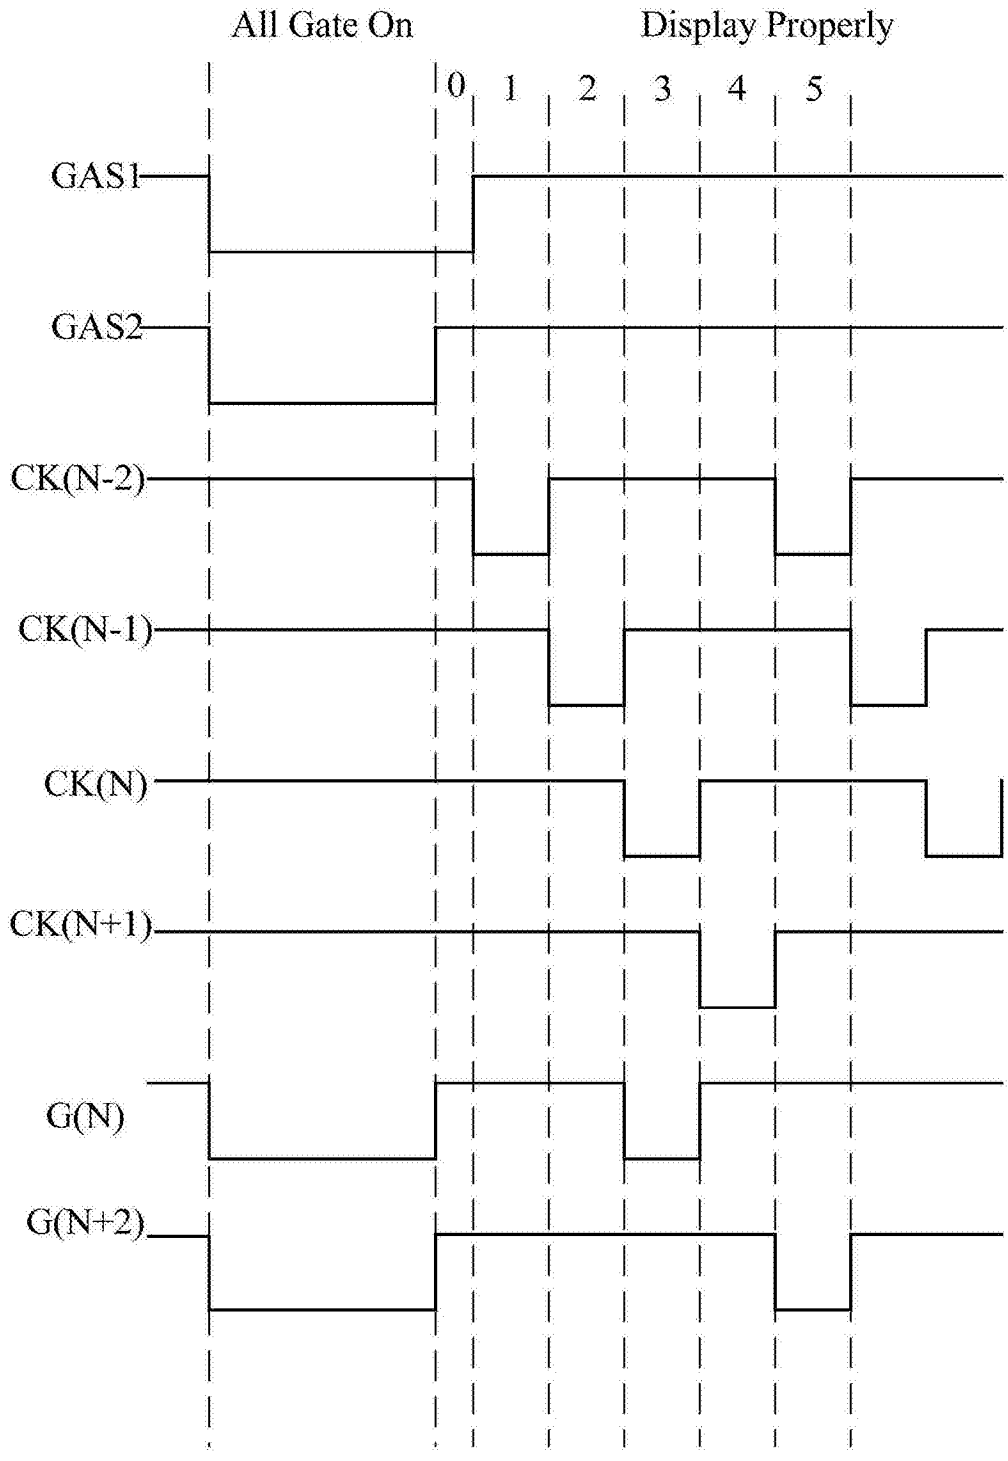 All Gate On
Display Properly
0 1 2 3 4 5
GAS1
GAS2
CK(N-2)
CK(N-1)
CK(N)
CK(N+1)
G(N)
G(N+2)